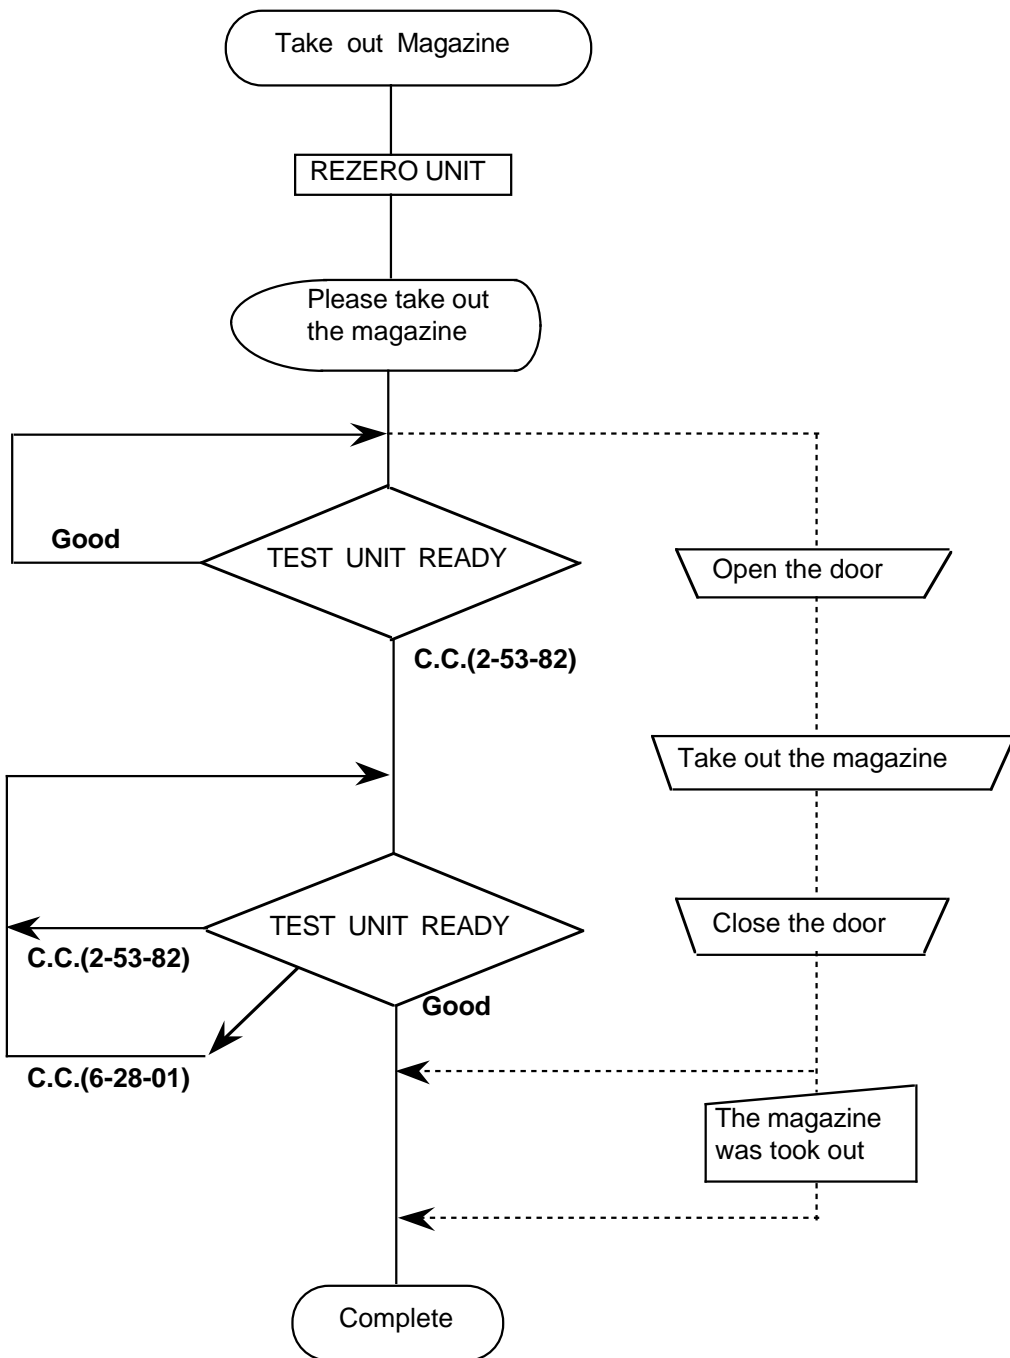 Take out Magazine
REZERO UNIT
Please take out
the magazine
Good
TEST UNIT READY
C.C.(2-53-82)
Open the door
Take out the magazine
TEST UNIT READY
C.C.(2-53-82)
Good
C.C.(6-28-01)
Close the door
The magazine
was took out
Complete